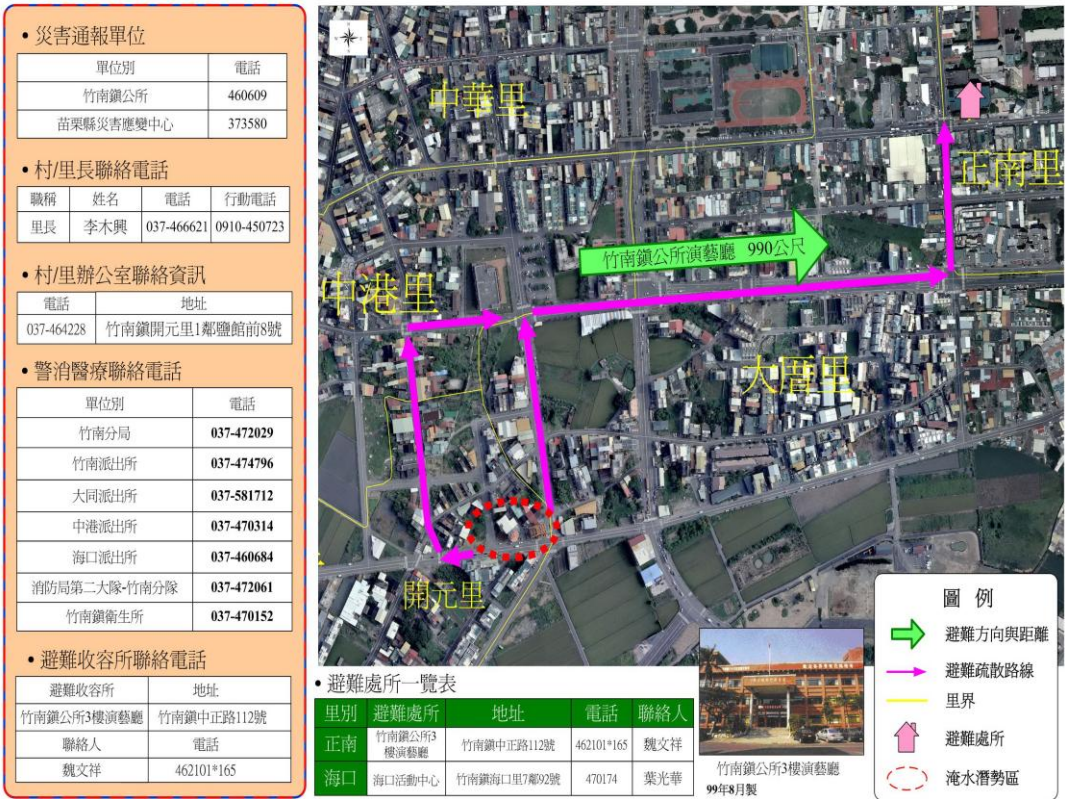 • 災害通報單位
單位別 電話
竹南鎮公所 460609
苗栗縣災害應變中心 373580
• 村/里長聯絡電話
職稱 姓名 電話 行動電話
里長 李木興 037-466621 0910-450723
• 村/里辦公室聯絡資訊
電話 地址
037-464228 竹南鎮開元里1鄰鹽館前8號
• 警消醫療聯絡電話
單位別 電話
竹南分局 037-472029
竹南派出所 037-474796
大同派出所 037-581712
中港派出所 037-470314
海口派出所 037-460684
消防局第二大隊-竹南分隊 037-472061
竹南鎮衛生所 037-470152
• 避難收容所聯絡電話
避難收容所 地址
竹南鎮公所3樓演藝廳 竹南鎮中正路112號
聯絡人 電話
魏文祥 462101*165
中華里
正南里
竹南鎮公所演藝廳 990公尺
中港里
大厝里
開元里
圖 例
避難方向與距離
避難疏散路線
里界
避難處所
淹水潛勢區
• 避難處所一覽表
里別 避難處所 地址 電話 聯絡人
正南 竹南鎮公所3
樓演藝廳 竹南鎮中正路112號 462101*165 魏文祥
海口 海口活動中心 竹南鎮海口里7鄰92號 470174 葉光華
竹南鎮公所3樓演藝廳
99年8月製